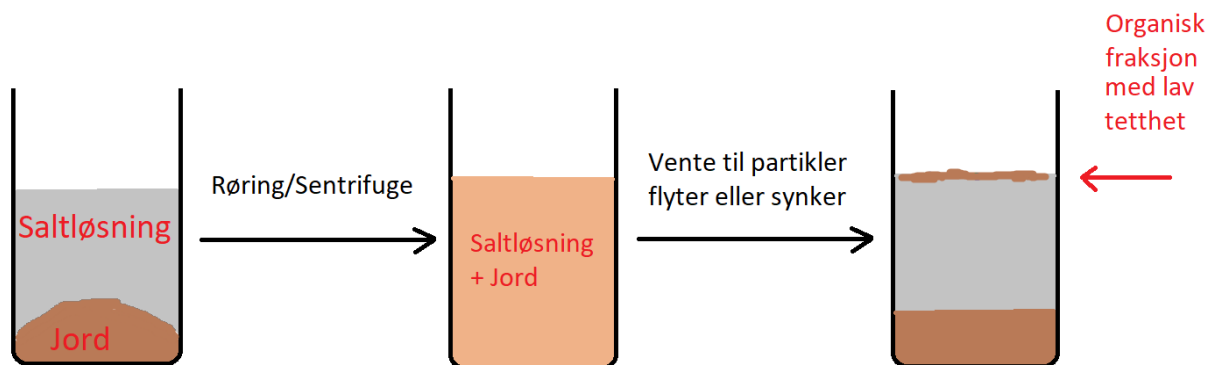 Saltløsning
Jord
Røring/Sentrifuge
Saltløsning
+ Jord
Vente til partikler
flyter eller synker
Organisk
fraksjon
med lav
tetthet